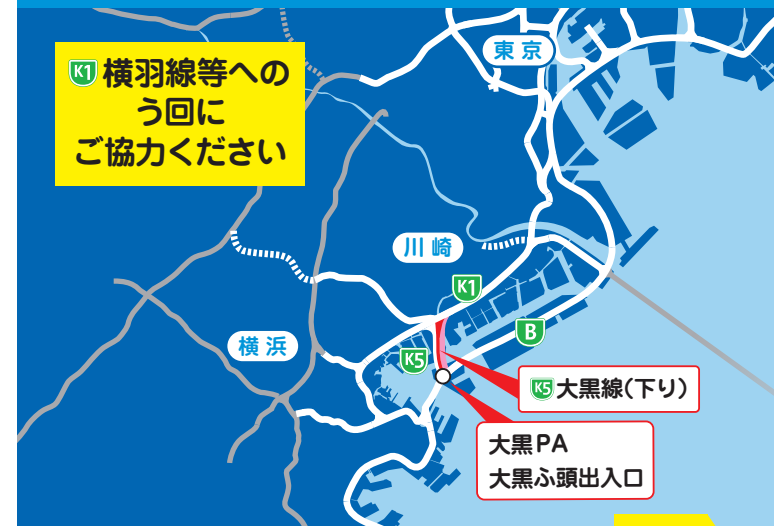 K1 横羽線等への
う回に
ご協力ください
東京
川崎
K1
横浜
K5
B
K5 大黒線(下り)
大黒PA
大黒ふ頭出入口